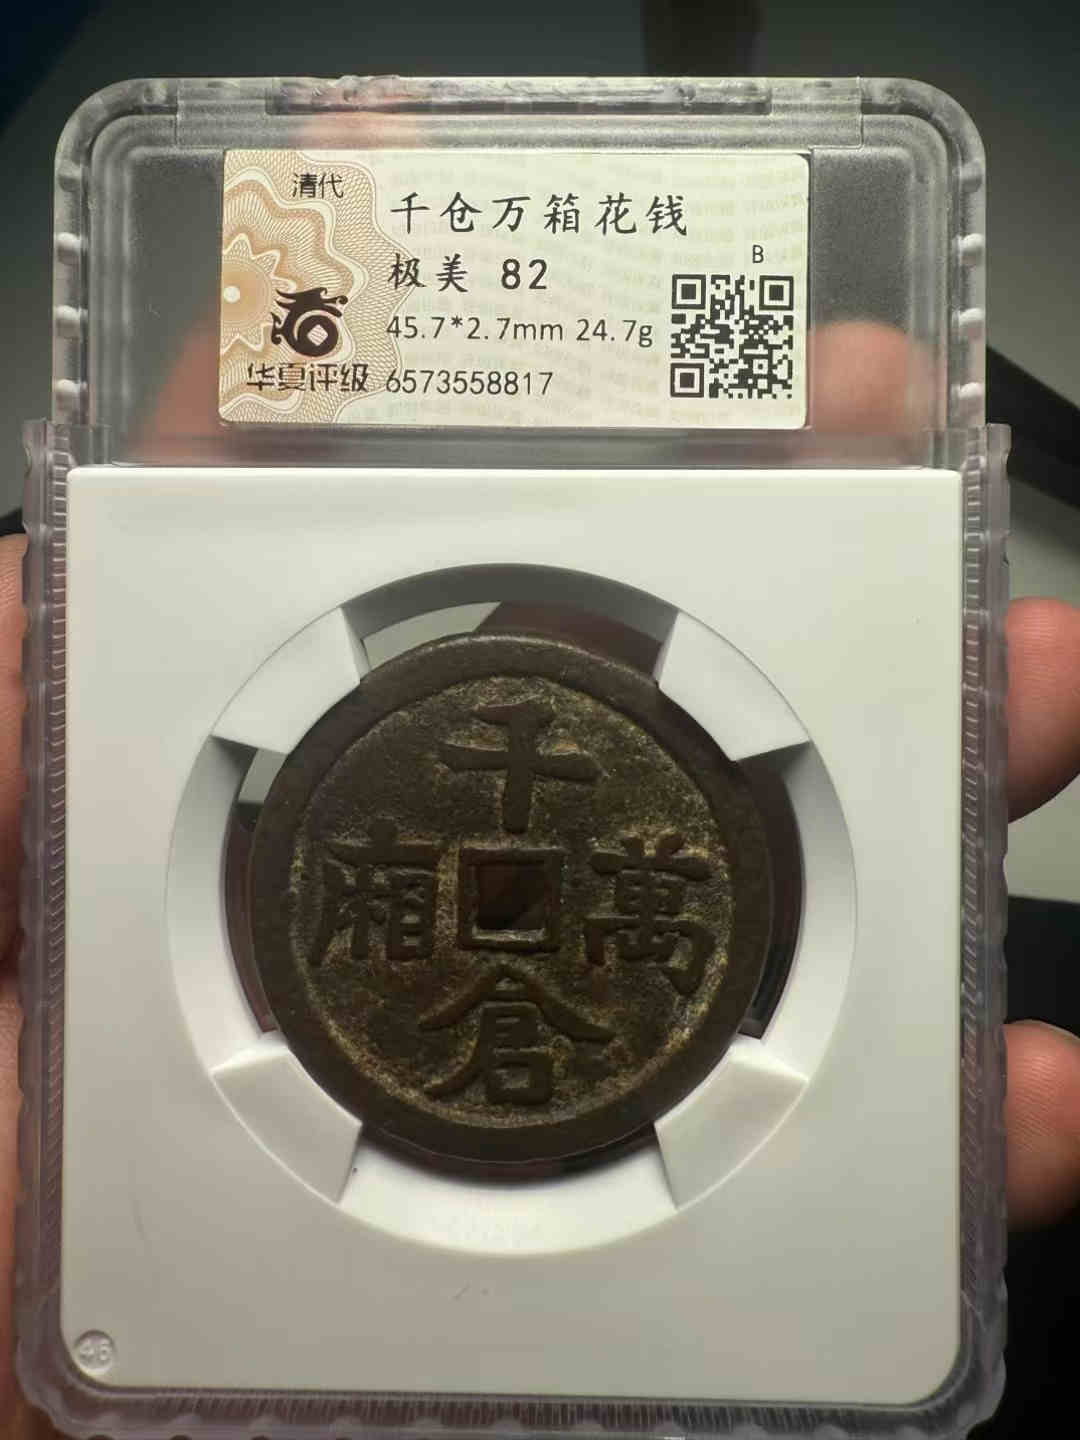 清代
千仓万箱花钱
极美 82
B
45.7*2.7mm 24.7g
华夏评级 6573558817
千
廂 萬
倉
46